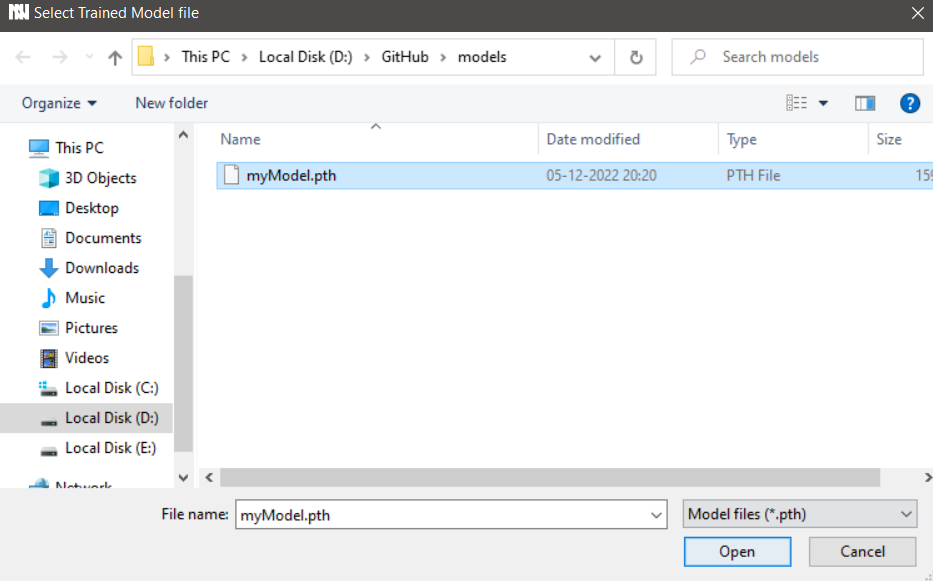 Select Trained Model file
This PC > Local Disk (D:) > GitHub > models
Search models
Organize
New folder
?
Name
Date modified
Type
Size
myModel.pth
05-12-2022 20:20
PTH File
This PC
3D Objects
Desktop
Documents
Downloads
Music
Pictures
Videos
Local Disk (C:)
Local Disk (D:)
Local Disk (E:)
Network
File name:
myModel.pth
Model files (*.pth)
Open
Cancel